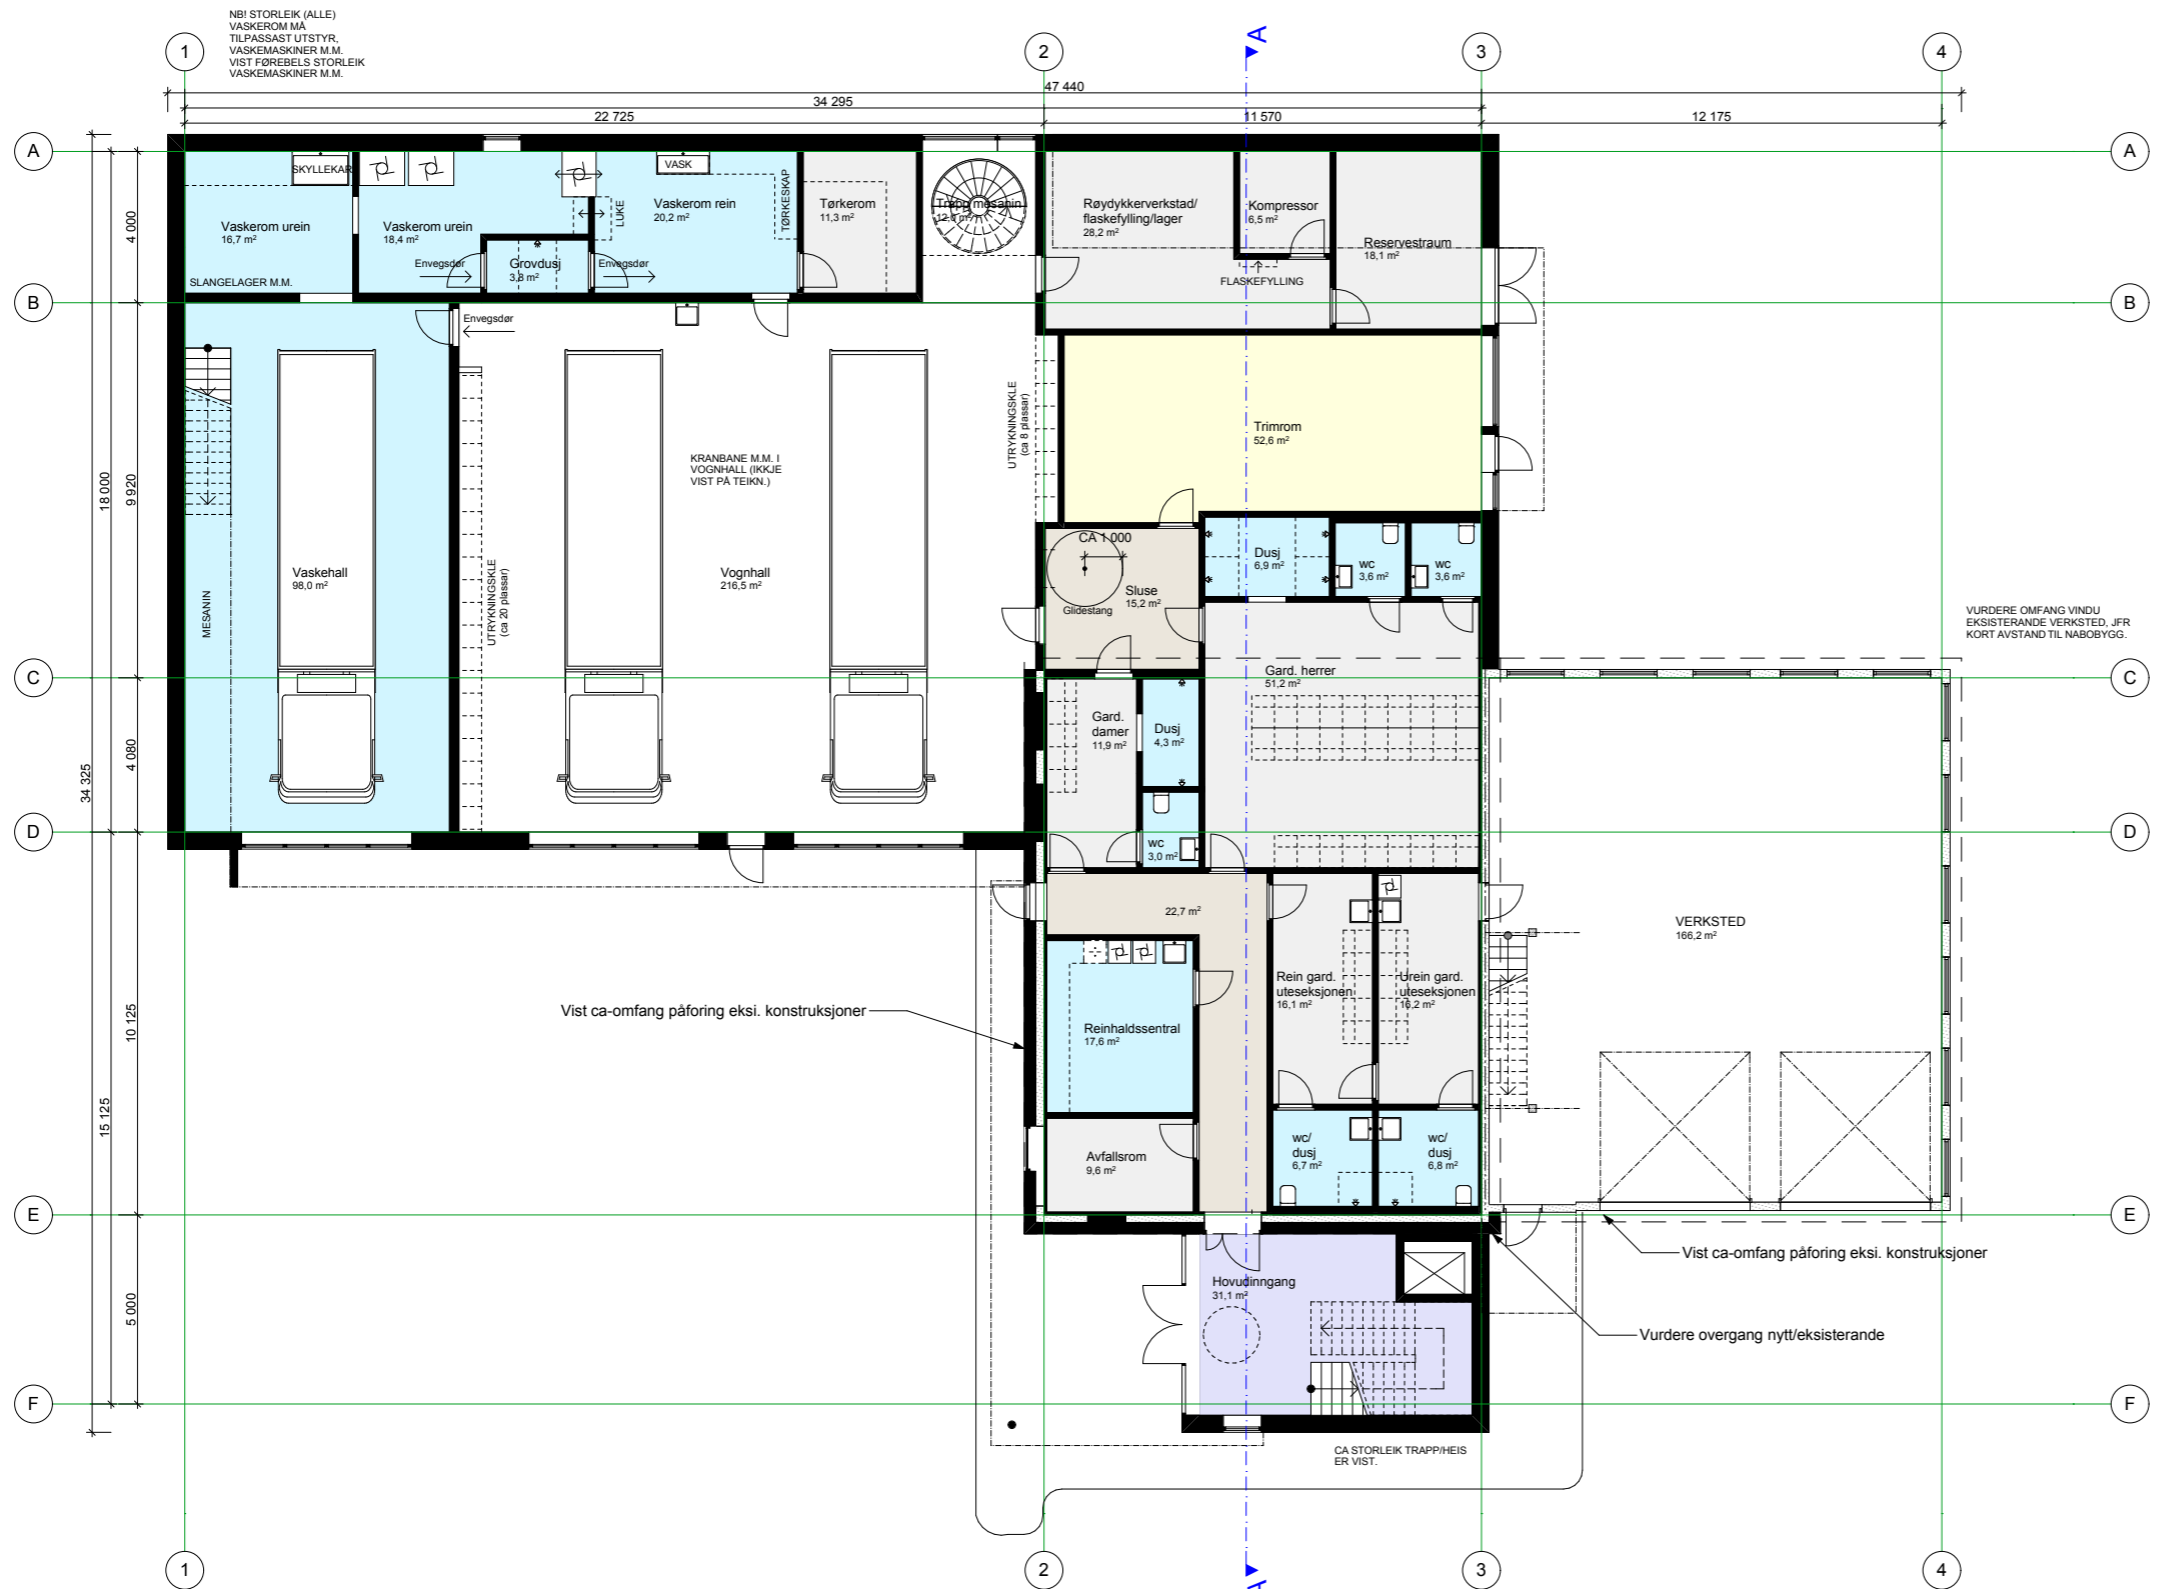 NB! STORLEIK (ALLE)
VASKEROM MÅ
TILPASSAST UTSTYR,
VASKEMASKINER M.M.
VIST FØREBELS STORLEIK
VASKEMASKINER M.M.
1
2
A
3
4
47 440
34 295
22 725
11 570
12 175
A
A
SKYLLEKAR
VASK
TØRKESKAP
LUKE
Vaskerom urein
16,7 m²
Vaskerom urein
18,4 m²
Vaskerom rein
20,2 m²
Tørkerom
11,3 m²
Trapp mesanin
Røydykkerverkstad/
flaskefylling/lager
28,2 m²
Kompressor
6,5 m²
Reservestraum
18,1 m²
Envegsdør
Grovdusj
3,8 m²
Envegsdør
SLANGELAGER M.M.
FLASKEFYLLING
4 000
B
B
Envegsdør
UTRYKNINGSKLE
(ca 8 plassar)
Trimrom
52,6 m²
KRANBANE M.M. I
VOGNHALL (IKKJE
VIST PÅ TEIKN.)
18 000
9 920
CA 1 000
Dusj
6,9 m²
wc
3,6 m²
wc
3,6 m²
Vaskehall
98,0 m²
Vognhall
216,5 m²
Sluse
15,2 m²
Glidestang
MESANIN
UTRYKNINGSKLE
(ca 20 plassar)
VURDERE OMFANG VINDU
EKSISTERANDE VERKSTED, JFR
KORT AVSTAND TIL NABOBYGG.
C
C
Gard. herrer
51,2 m²
Gard.
damer
11,9 m²
Dusj
4,3 m²
4 080
34 325
D
D
wc
3,0 m²
22,7 m²
VERKSTED
166,2 m²
Rein gard.
uteseksjonen
16,1 m²
Urein gard.
uteseksjonen
16,2 m²
Vist ca-omfang påforing eksi. konstruksjoner
10 125
Reinhaldssentral
17,6 m²
15 125
Avfallsrom
9,6 m²
wc/
dusj
6,7 m²
wc/
dusj
6,8 m²
E
E
Vist ca-omfang påforing eksi. konstruksjoner
Hovudinngang
31,1 m²
5 000
Vurdere overgang nytt/eksisterande
F
F
CA STORLEIK TRAPP/HEIS
ER VIST.
1
2
A
3
4